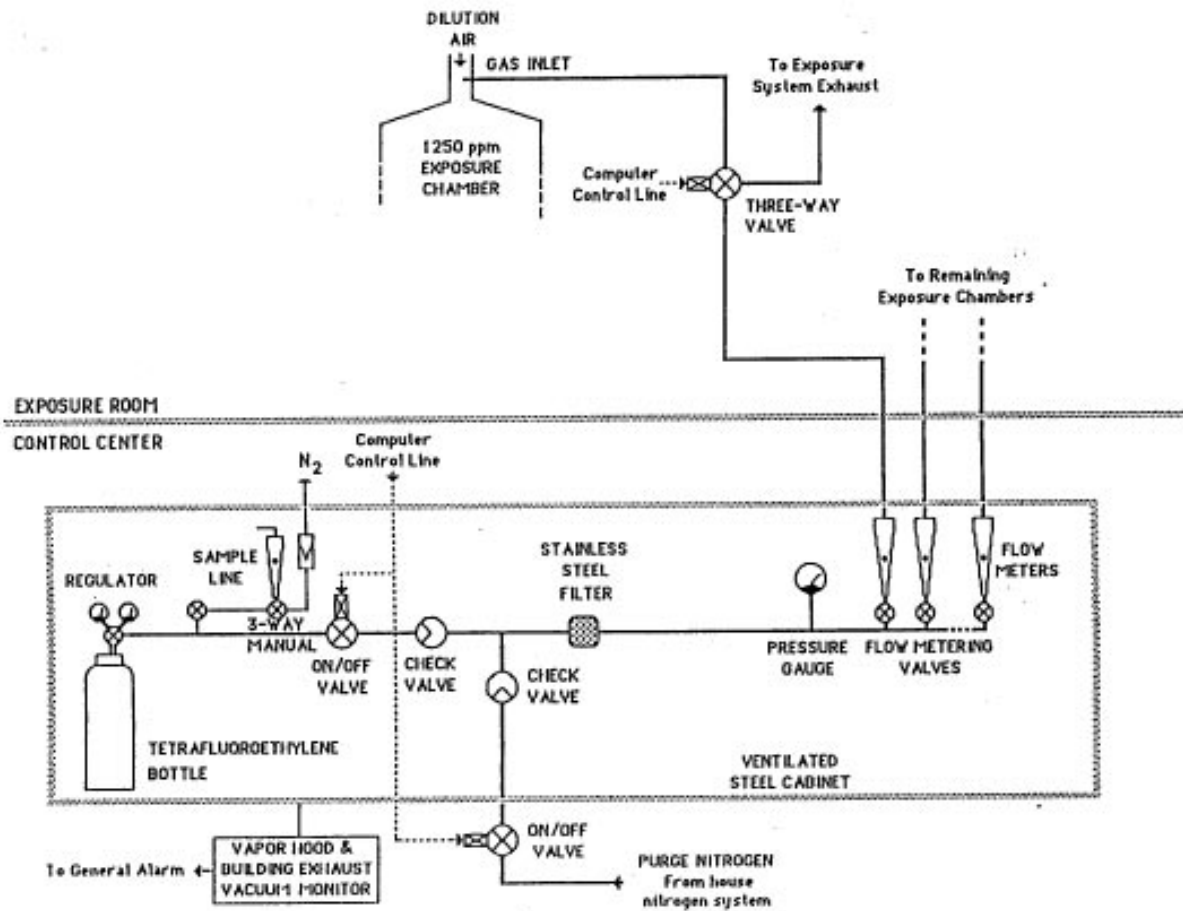 DILUTION
AIR
GAS INLET
To Exposure
System Exhaust
1250 ppm
EXPOSURE
CHAMBER
Computer
Control Line
THREE-WAY
VALVE
To Remaining
Exposure Chambers
EXPOSURE ROOM
CONTROL CENTER
N2
Computer
Control Line
SAMPLE
LINE
REGULATOR
STAINLESS
STEEL
FILTER
FLOW
METERS
3-WAY
MANUAL
ON/OFF
VALVE
CHECK
VALVE
CHECK
VALVE
PRESSURE
GAUGE
FLOW METERING
VALVES
TETRAFLUOROETHYLENE
BOTTLE
VENTILATED
STEEL CABINET
ON/OFF
VALVE
To General Alarm
VAPOR HOOD &
BUILDING EXHAUST
VACUUM MONITOR
PURGE NITROGEN
From house
nitrogen system